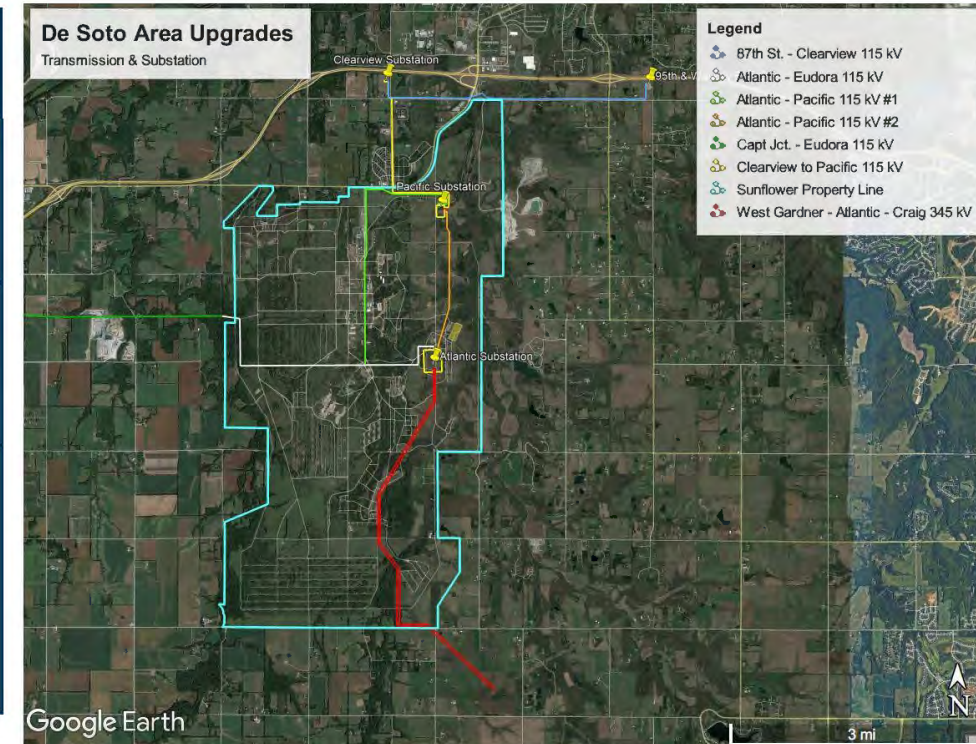 De Soto Area Upgrades
Transmission & Substation
Clearview Substation
95th & W
Pacific Substation
Atlantic Substation
Legend
87th St. - Clearview 115 kV
Atlantic - Eudora 115 kV
Atlantic - Pacific 115 kV #1
Atlantic - Pacific 115 kV #2
Capt Jct. - Eudora 115 kV
Clearview to Pacific 115 kV
Sunflower Property Line
West Gardner - Atlantic - Craig 345 kV
Google Earth
3 mi
N